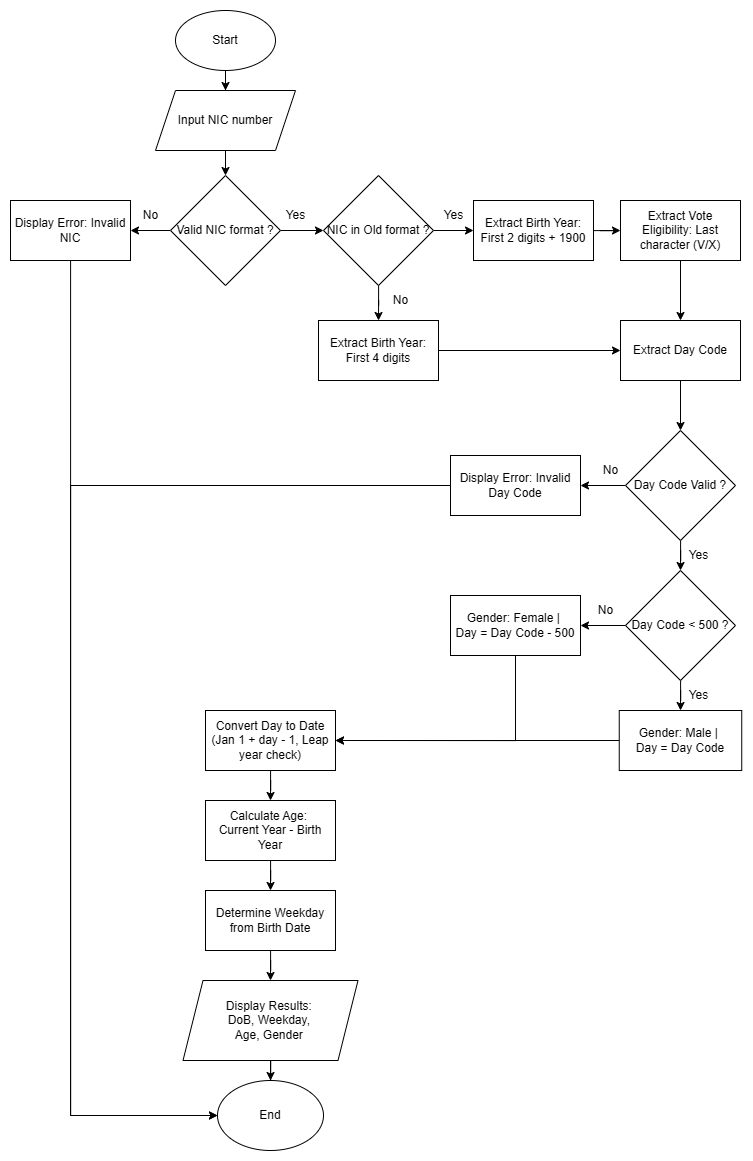 Start
Input NIC number
Valid NIC format ?
No
Display Error: Invalid
NIC
Yes
NIC in Old format ?
Yes
Extract Birth Year:
First 2 digits + 1900
Extract Vote
Eligibility: Last
character (V/X)
No
Extract Birth Year:
First 4 digits
Extract Day Code
Day Code Valid ?
No
Display Error: Invalid
Day Code
Yes
Day Code < 500 ?
No
Gender: Female |
Day = Day Code - 500
Yes
Gender: Male |
Day = Day Code
Convert Day to Date
(Jan 1 + day - 1, Leap
year check)
Calculate Age:
Current Year - Birth
Year
Determine Weekday
from Birth Date
Display Results:
DoB, Weekday,
Age, Gender
End